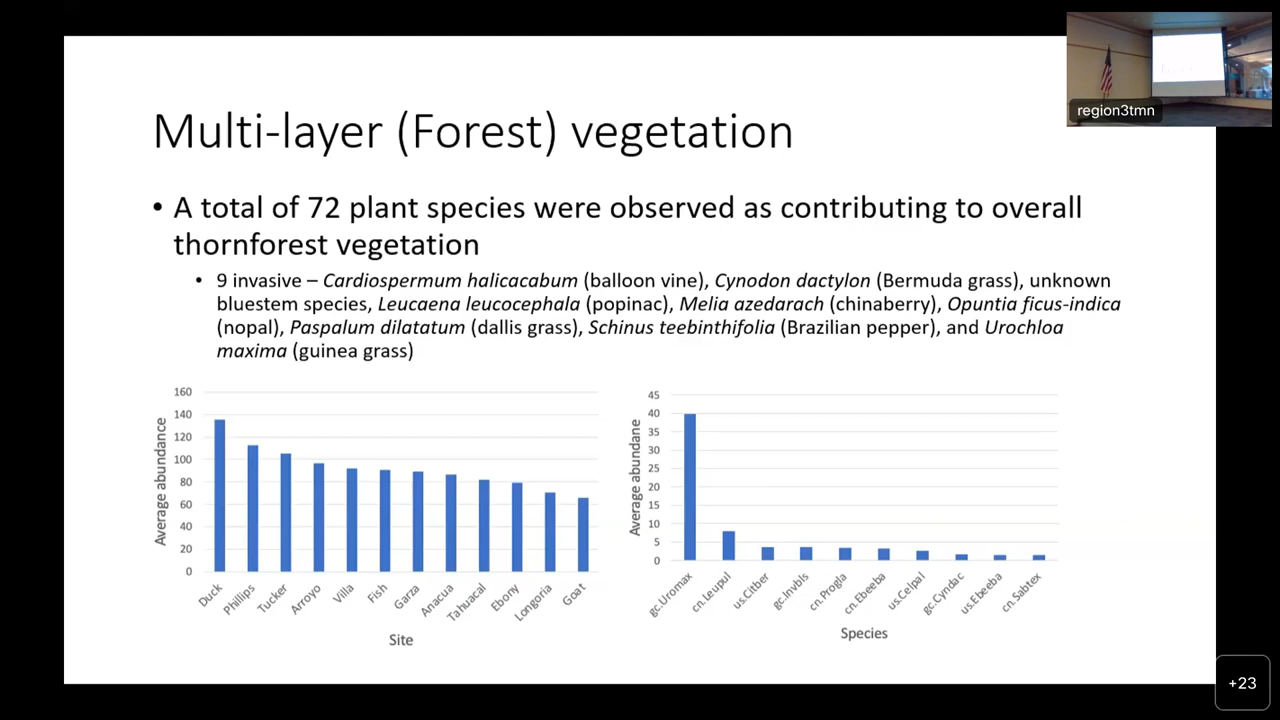 region3tmn
Multi-layer (Forest) vegetation
• A total of 72 plant species were observed as contributing to overall
thornforest vegetation
• 9 invasive – Cardiospermum halicacabum (balloon vine), Cynodon dactylon (Bermuda grass), unknown
bluestem species, Leucaena leucocephala (popinac), Melia azedarach (chinaberry), Opuntia ficus-indica
(nopal), Paspalum dilatatum (dallis grass), Schinus teebinthifolia (Brazilian pepper), and Urochloa
maxima (guinea grass)
Average abundance
160
140
120
100
80
60
40
20
0
Duck
Phillips
Tucker
Arroyo
Villa
Fish
Garza
Anacua
Tahuacal
Ebony
Longoria
Goat
Site
Average abundane
45
40
35
30
25
20
15
10
5
0
gc.Uromax
cn.Leupul
us.Citber
gc.Invbls
cn.Progla
cn.Ebeeba
us.Celpal
gc.Cyndac
us.Ebeeba
cn.Sabtex
Species
+23